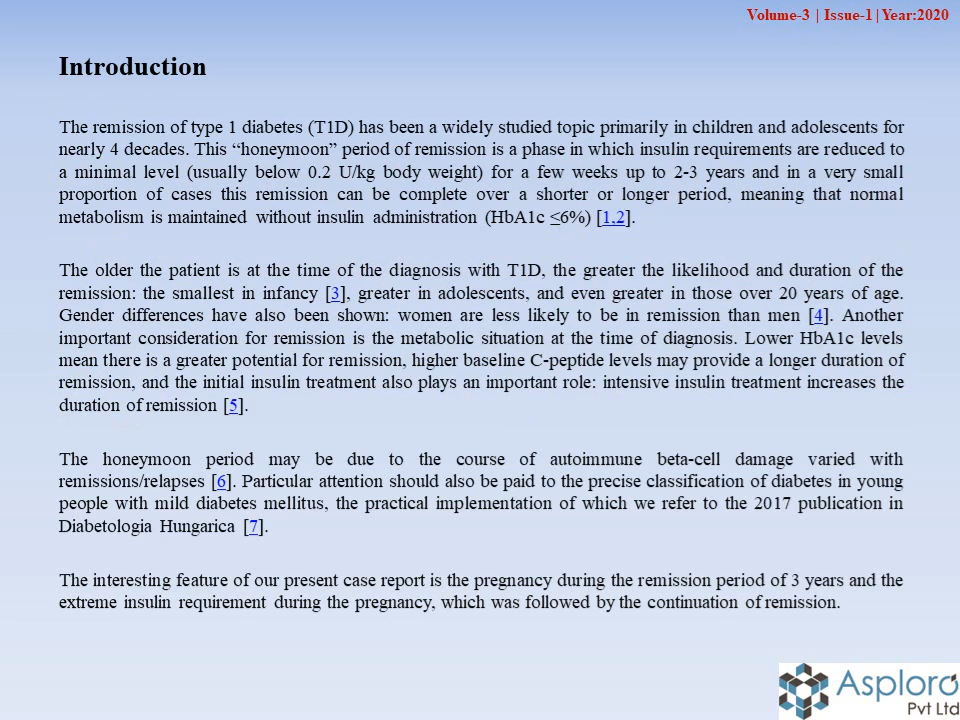 Volume-3 | Issue-1|Year:2020
Introduction
The remission of type 1 diabetes (T1D) has been a widely studied topic primarily in children and adolescents for
nearly 4 decades. This “honeymoon” period of remission is a phase in which insulin requirements are reduced to
a minimal level (usually below 0.2 U/kg body weight) for a few weeks up to 2-3 years and in a very small
proportion of cases this remission can be complete over a shorter or longer period, meaning that normal
metabolism is maintained without insulin administration (HbA1c ≤6%) [1,2].
The older the patient is at the time of the diagnosis with T1D, the greater the likelihood and duration of the
remission: the smallest in infancy [3], greater in adolescents, and even greater in those over 20 years of age.
Gender differences have also been shown: women are less likely to be in remission than men [4]. Another
important consideration for remission is the metabolic situation at the time of diagnosis. Lower HbA1c levels
mean there is a greater potential for remission, higher baseline C-peptide levels may provide a longer duration of
remission, and the initial insulin treatment also plays an important role: intensive insulin treatment increases the
duration of remission [5].
The honeymoon period may be due to the course of autoimmune beta-cell damage varied with
remissions/relapses [6]. Particular attention should also be paid to the precise classification of diabetes in young
people with mild diabetes mellitus, the practical implementation of which we refer to the 2017 publication in
Diabetologia Hungarica [7].
The interesting feature of our present case report is the pregnancy during the remission period of 3 years and the
extreme insulin requirement during the pregnancy, which was followed by the continuation of remission.
Asploro
Pvt Ltd